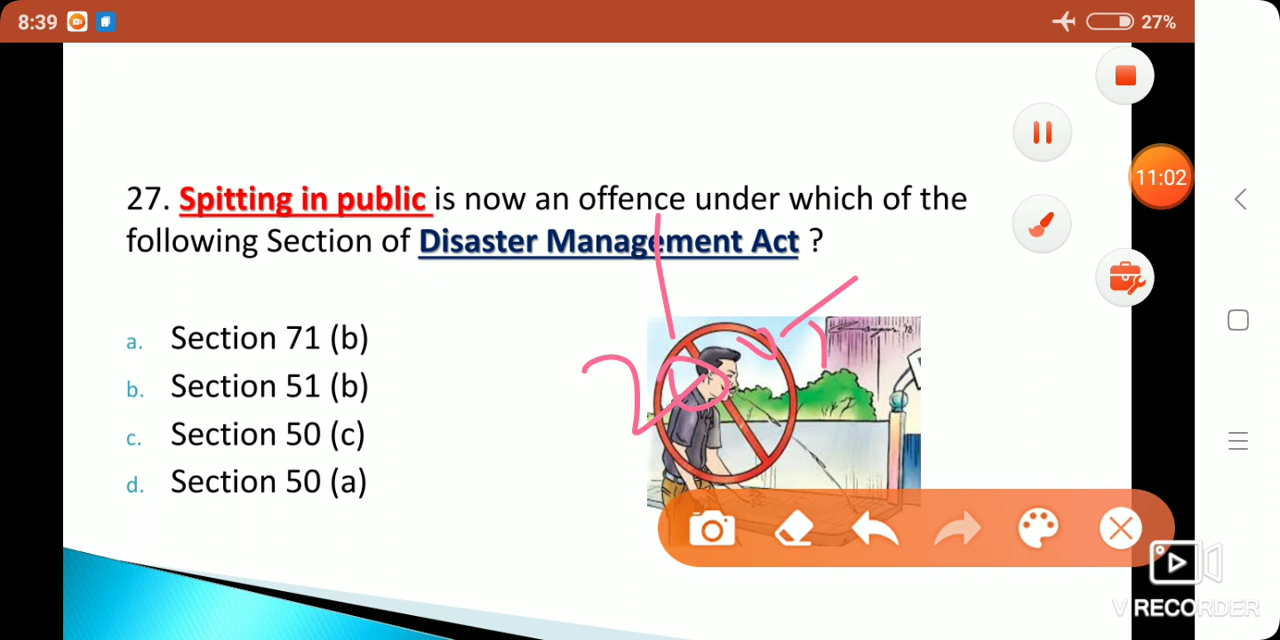 8:39
27%
11:02
27. Spitting in public is now an offence under which of the
following Section of Disaster Management Act ?
a. Section 71 (b)
b. Section 51 (b)
c. Section 50 (c)
d. Section 50 (a)
V RECORDER